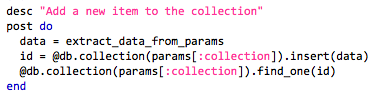 desc "Add a new item to the collection"
post do
  data = extract_data_from_params
  id = @db.collection(params[:collection]).insert(data)
  @db.collection(params[:collection]).find_one(id)
end